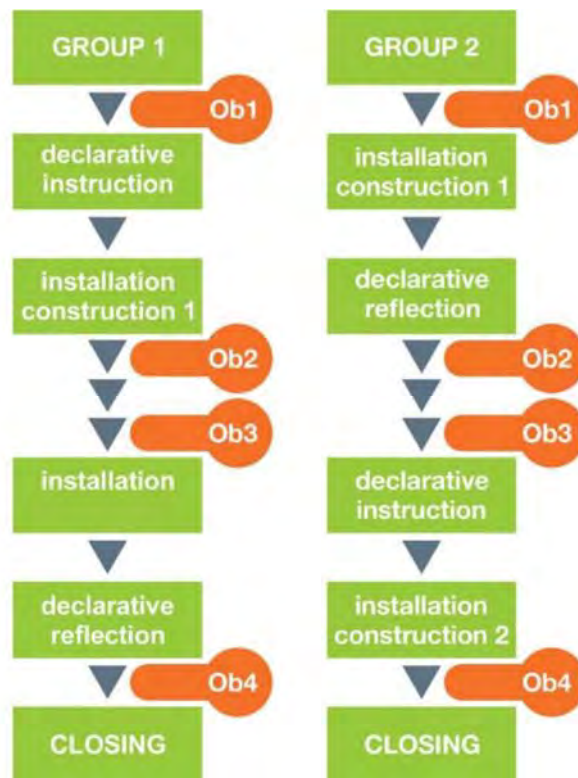 GROUP 1
Ob1
declarative
instruction
installation
construction 1
Ob2
Ob3
installation
declarative
reflection
Ob4
CLOSING
GROUP 2
Ob1
installation
construction 1
declarative
reflection
Ob2
Ob3
declarative
instruction
installation
construction 2
Ob4
CLOSING